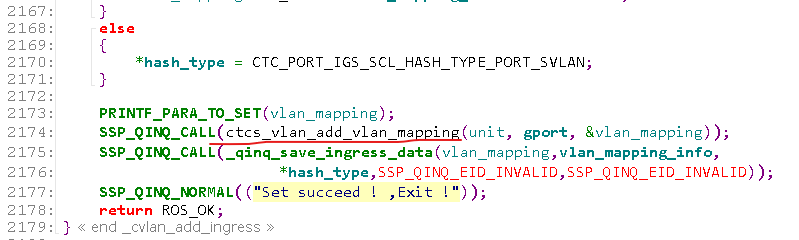 2167: }
2168: else
2169: {
2170: *hash_type = CTC_PORT_IGS_SCL_HASH_TYPE_PORT_SVLAN;
2171: }
2172:
2173: PRINTF_PARA_TO_SET(vlan_mapping);
2174: SSP_QINQ_CALL(ctcs_vlan_add_vlan_mapping(unit, gport, &vlan_mapping));
2175: SSP_QINQ_CALL(_qinq_save_ingress_data(vlan_mapping,vlan_mapping_info,
2176: *hash_type,SSP_QINQ_EID_INVALID,SSP_QINQ_EID_INVALID));
2177: SSP_QINQ_NORMAL(("Set succeed ! ,Exit !"));
2178: return ROS_OK;
2179: } « end _cvlan_add_ingress »